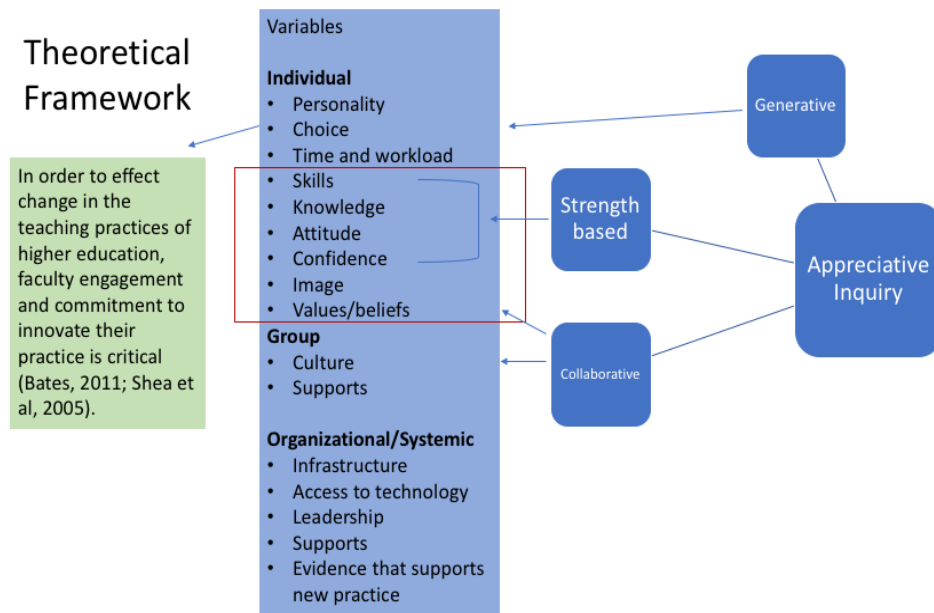 Theoretical
Framework
In order to effect
change in the
teaching practices of
higher education,
faculty engagement
and commitment to
innovate their
practice is critical
(Bates, 2011; Shea et
al, 2005).
Variables
Individual
• Personality
• Choice
• Time and workload
• Skills
• Knowledge
• Attitude
• Confidence
• Image
• Values/beliefs
Group
• Culture
• Supports
Organizational/Systemic
• Infrastructure
• Access to technology
• Leadership
• Supports
• Evidence that supports
new practice
Generative
Strength
based
Collaborative
Appreciative
Inquiry